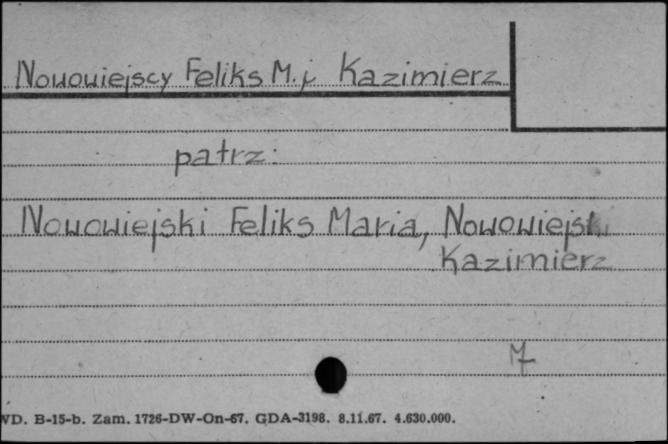 Nowowiejscy Feliks M. i Kazimierz
patrz:
Nowowiejski Feliks Maria, Nowowiejski
Kazimierz
VD. B-15-b. Zam. 1726-DW-On-67. GDA-3198. 8.11.67. 4.630.000.